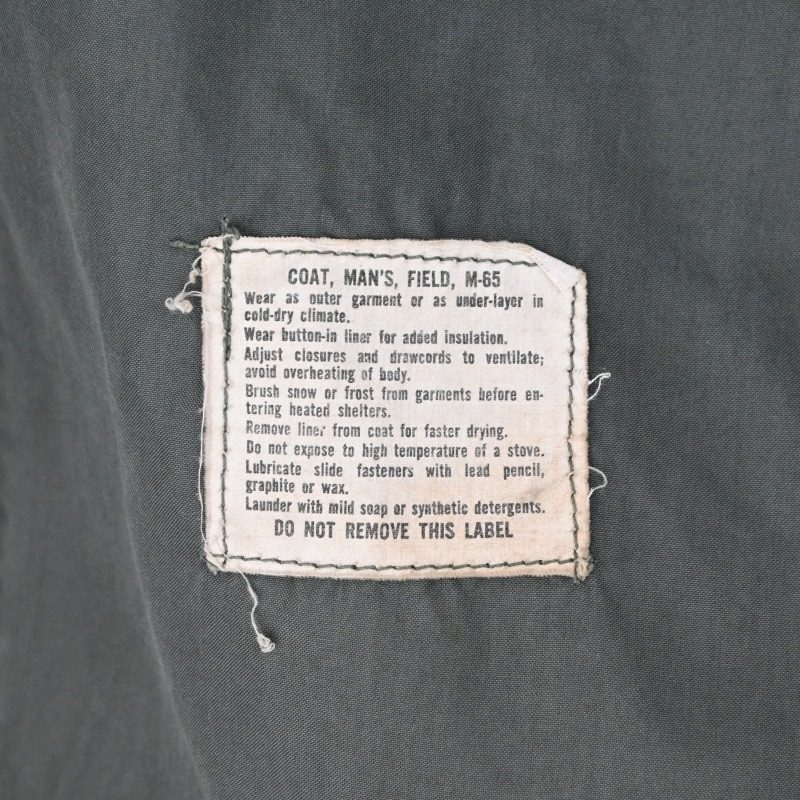 COAT, MAN'S, FIELD, M-65
Wear as outer garment or as under-layer in
cold-dry climate.
Wear button-in liner for added insulation.
Adjust closures and drawcords to ventilate;
avoid overheating of body.
Brush snow or frost from garments before en-
tering heated shelters.
Remove liner from coat for faster drying.
Do not expose to high temperature of a stove.
Lubricate slide fasteners with lead pencil,
graphite or wax.
Launder with mild soap or synthetic detergents.
DO NOT REMOVE THIS LABEL